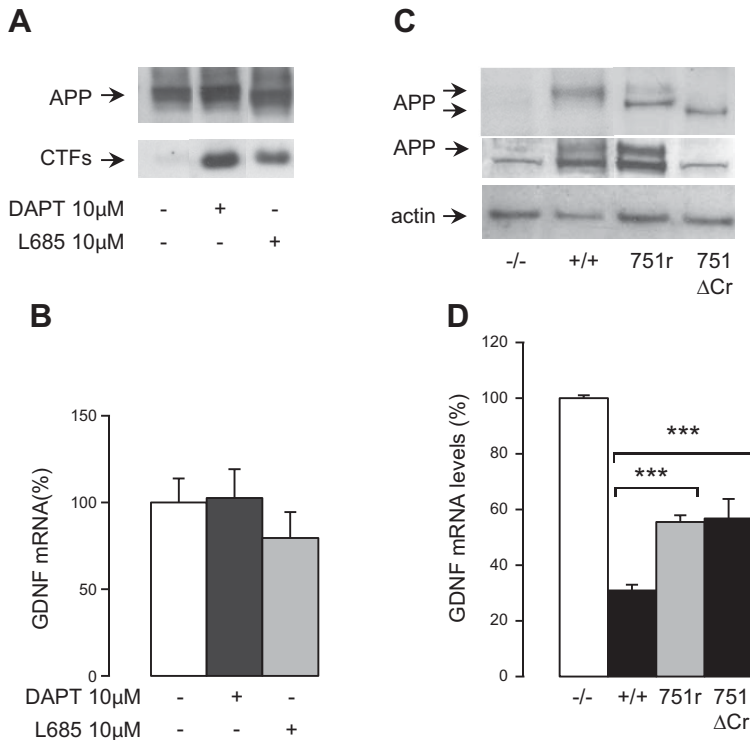 A
APP
CTFs
DAPT 10µM - + -
L685 10µM - - +
B
GDNF mRNA(%)
150
100
50
0
DAPT 10µM - + -
L685 10µM - - +
C
APP
APP
actin
-/- +/+ 751r 751
ΔCr
D
GDNF mRNA levels (%)
120
100
80
60
40
20
0
***
***
-/- +/+ 751r 751
ΔCr